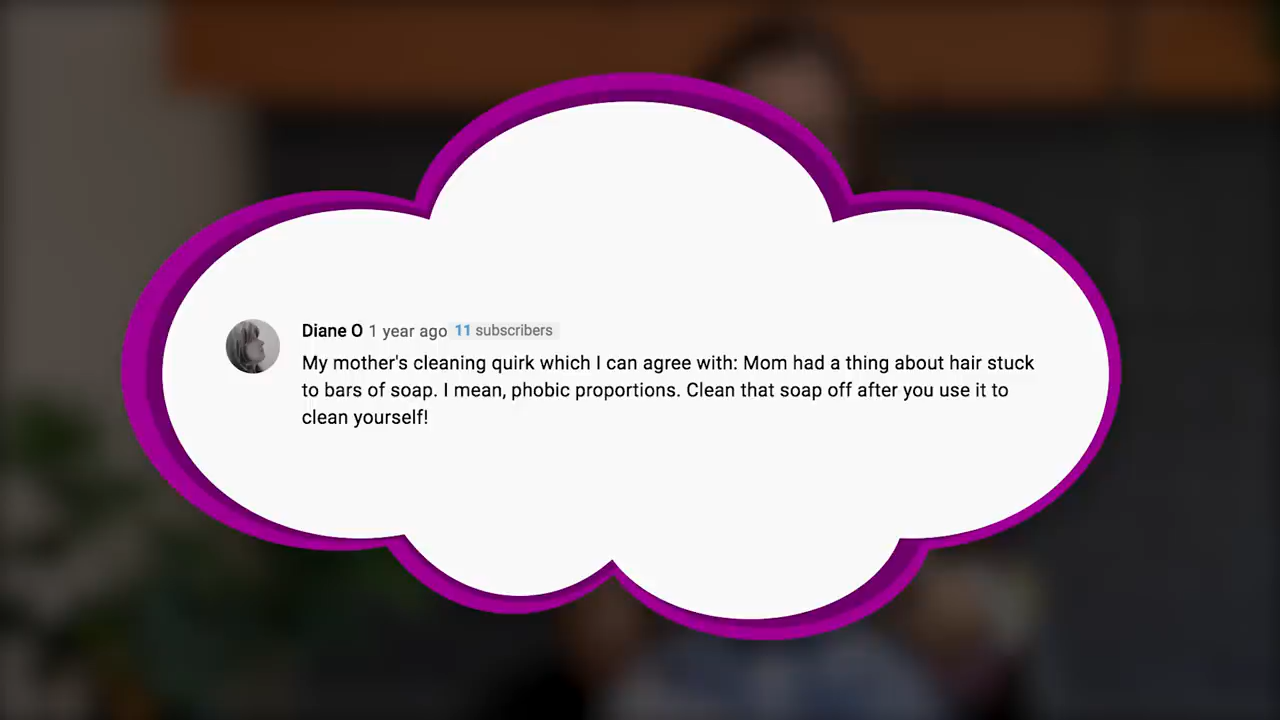 Diane O 1 year ago 11 subscribers
My mother's cleaning quirk which I can agree with: Mom had a thing about hair stuck
to bars of soap. I mean, phobic proportions. Clean that soap off after you use it to
clean yourself!